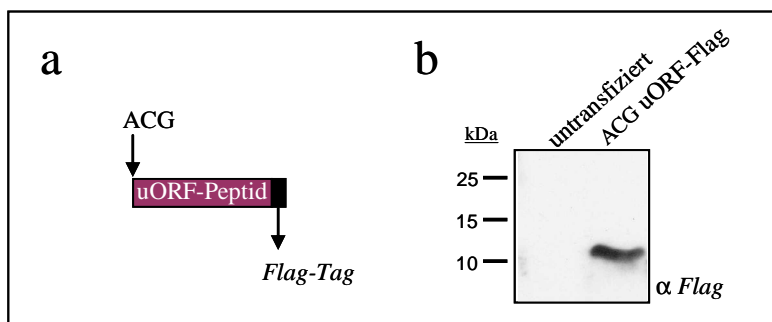 a
ACG
uORF-Peptid
Flag-Tag
b
untransfiziert
ACG uORF-Flag
kDa
25
15
10
α Flag